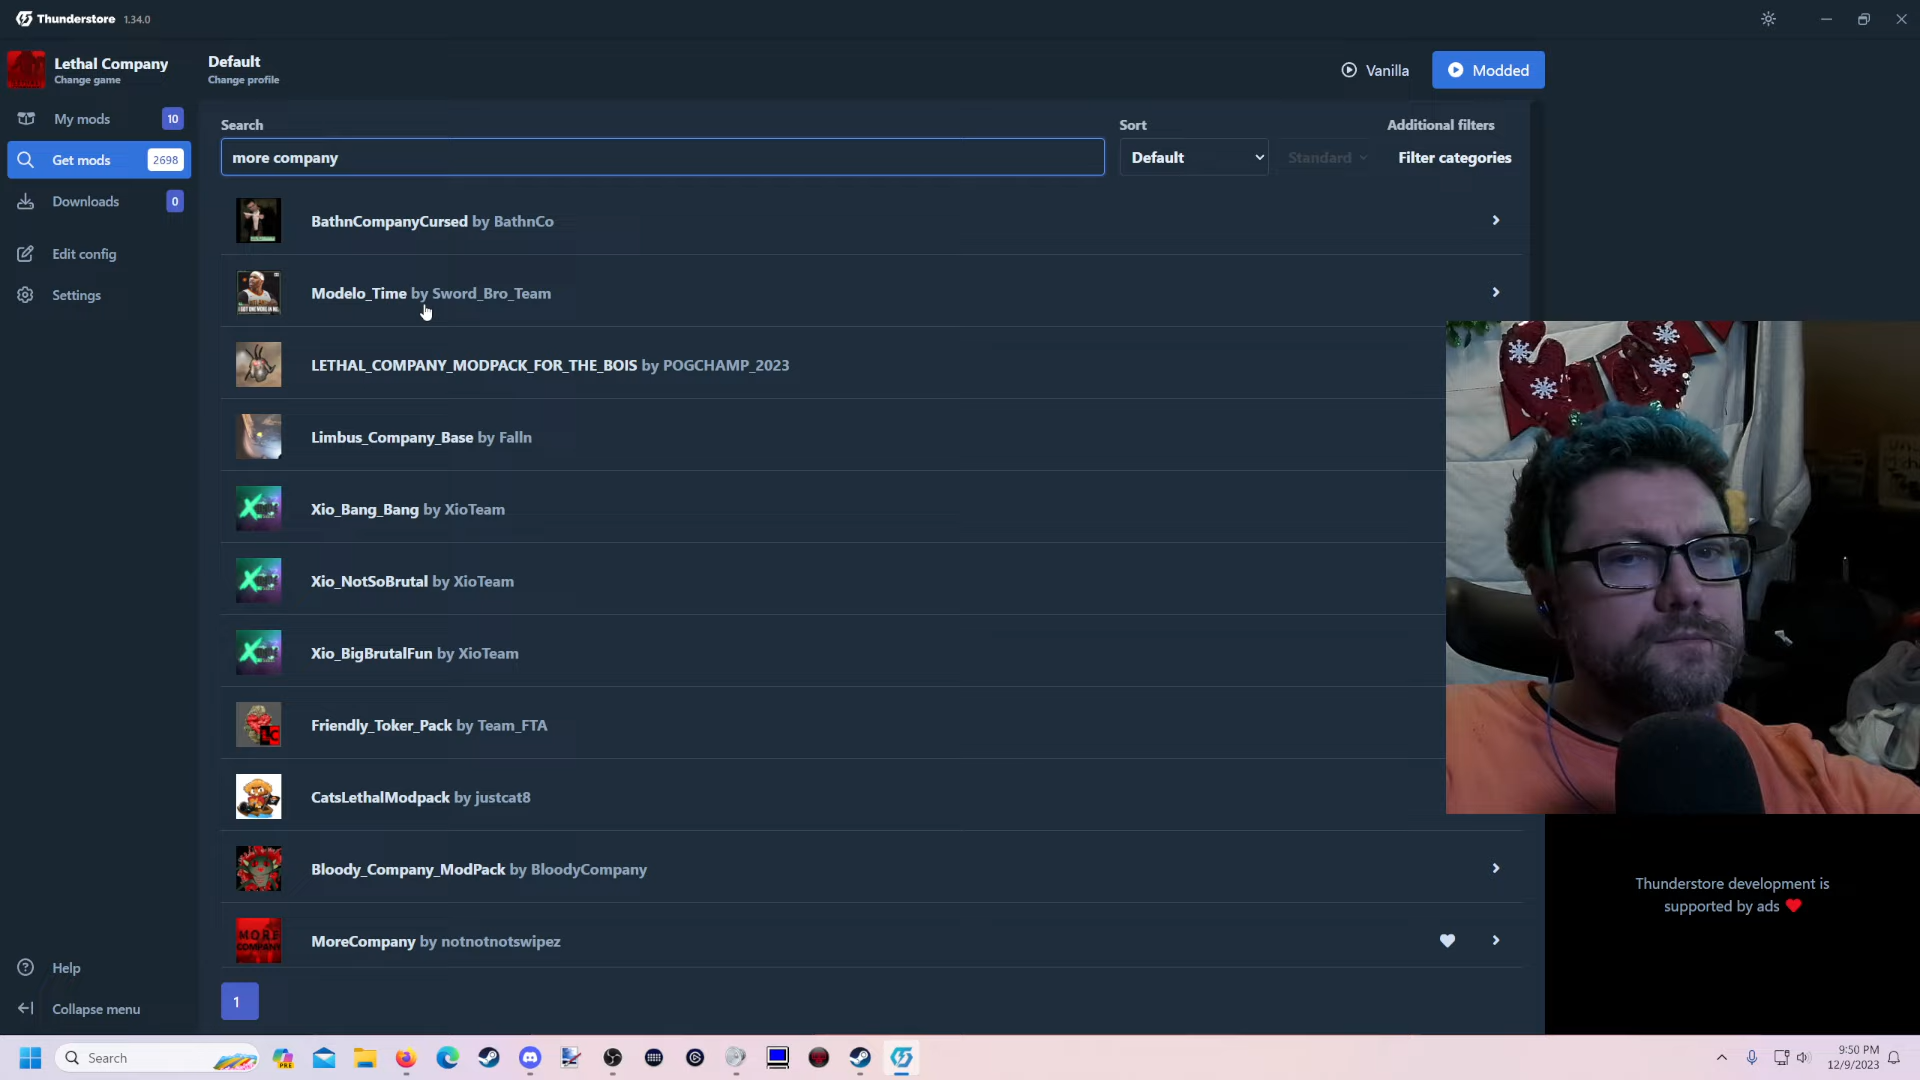 Thunderstore 1.34.0
Lethal Company
Change game
Default
Change profile
Vanilla
Modded
My mods 10
Get mods 2698
Downloads 0
Edit config
Settings
Search
more company
Sort
Default
Standard
Additional filters
Filter categories
BathnCompanyCursed by BathnCo
Modelo_Time by Sword_Bro_Team
LETHAL_COMPANY_MODPACK_FOR_THE_BOIS by POGCHAMP_2023
Limbus_Company_Base by Falln
Xio_Bang_Bang by XioTeam
Xio_NotSoBrutal by XioTeam
Xio_BigBrutalFun by XioTeam
Friendly_Toker_Pack by Team_FTA
CatsLethalModpack by justcat8
Bloody_Company_ModPack by BloodyCompany
MORE
COMPANY
MoreCompany by notnotnotswipez
1
Thunderstore development is
supported by ads
Help
Collapse menu
Search
PRE
9:50 PM
12/9/2023